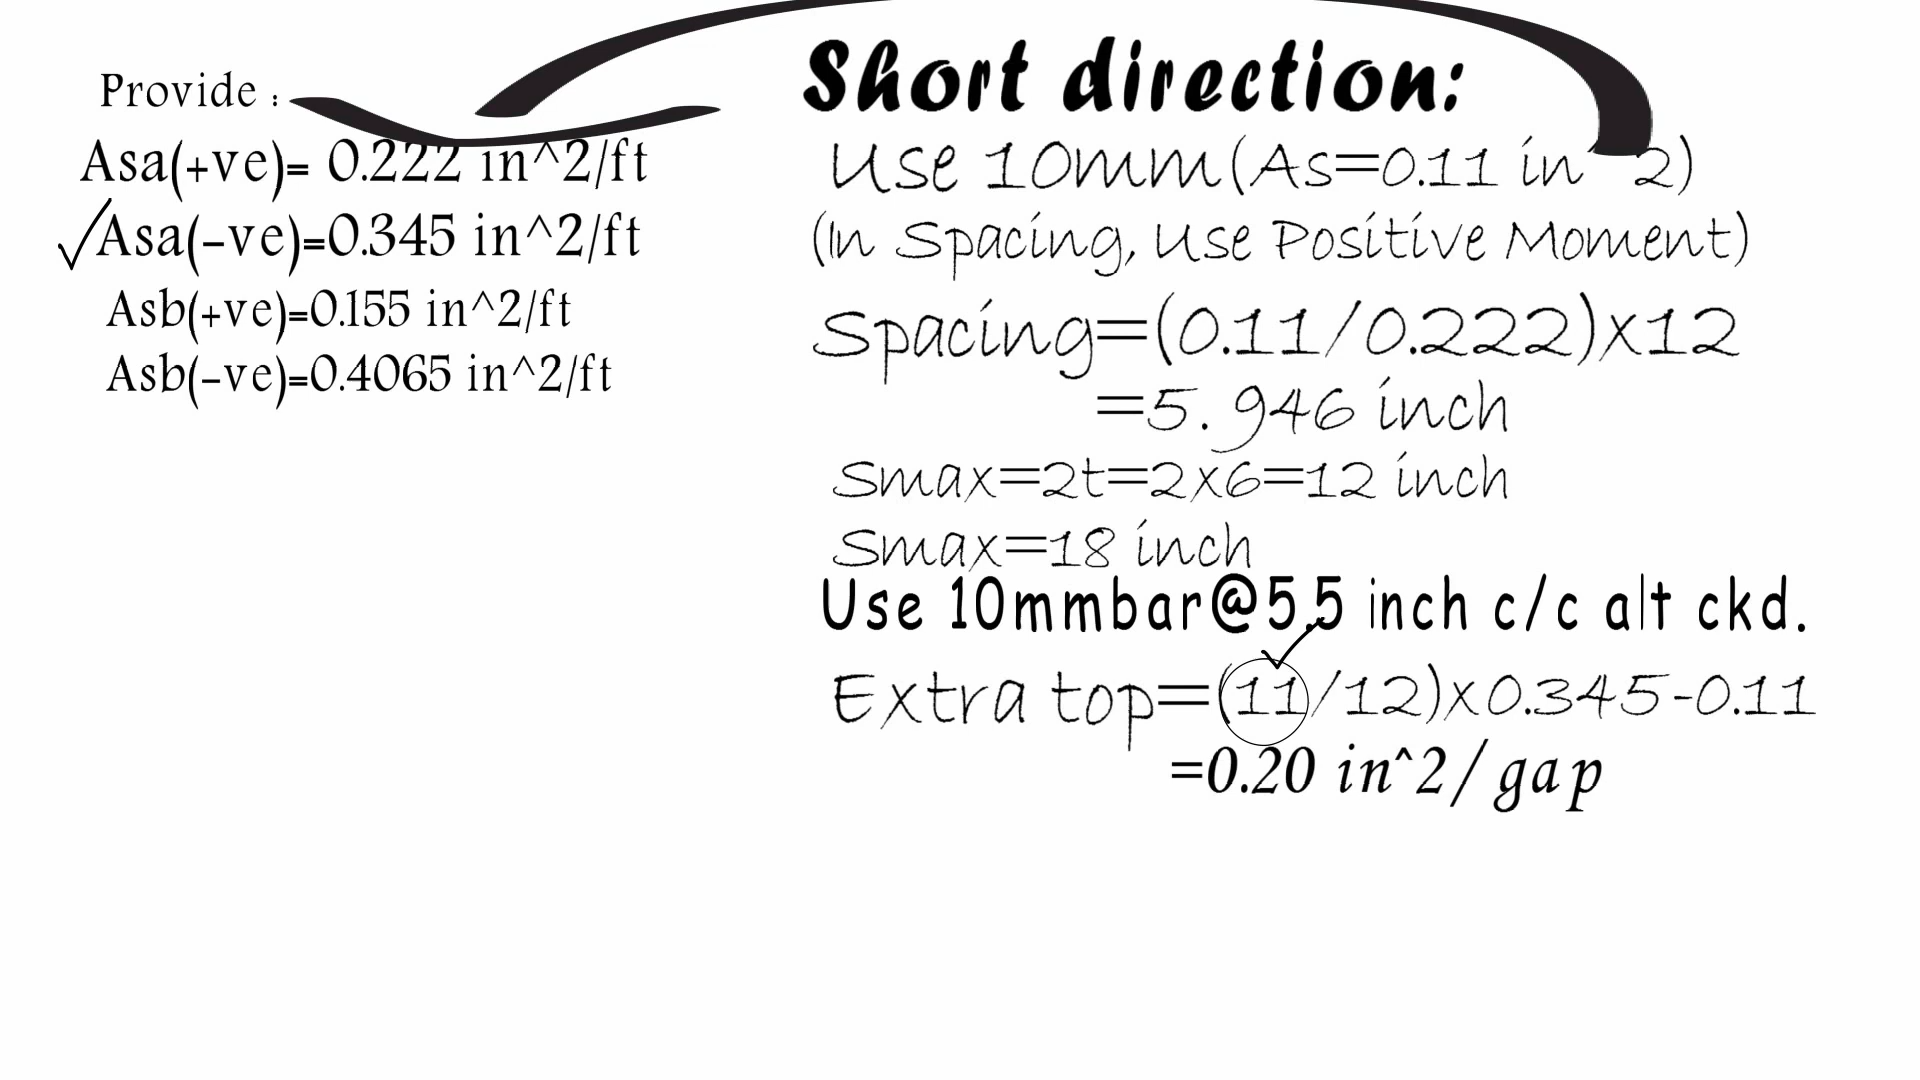 Provide :
Asa(+ve)= 0.222 in^2/ft
Asa(-ve)=0.345 in^2/ft
Asb(+ve)=0.155 in^2/ft
Asb(-ve)=0.4065 in^2/ft
Short direction:
Use 10mm(As=0.11 in^2)
(In Spacing, Use Positive Moment)
Spacing=(0.11/0.222)x12
=5.946 inch
Smax=2t=2x6=12 inch
Smax=18 inch
Use 10mmbar@5.5 inch c/c alt ckd.
Extra top=(11/12)x0.345-0.11
=0.20 in^2/gap